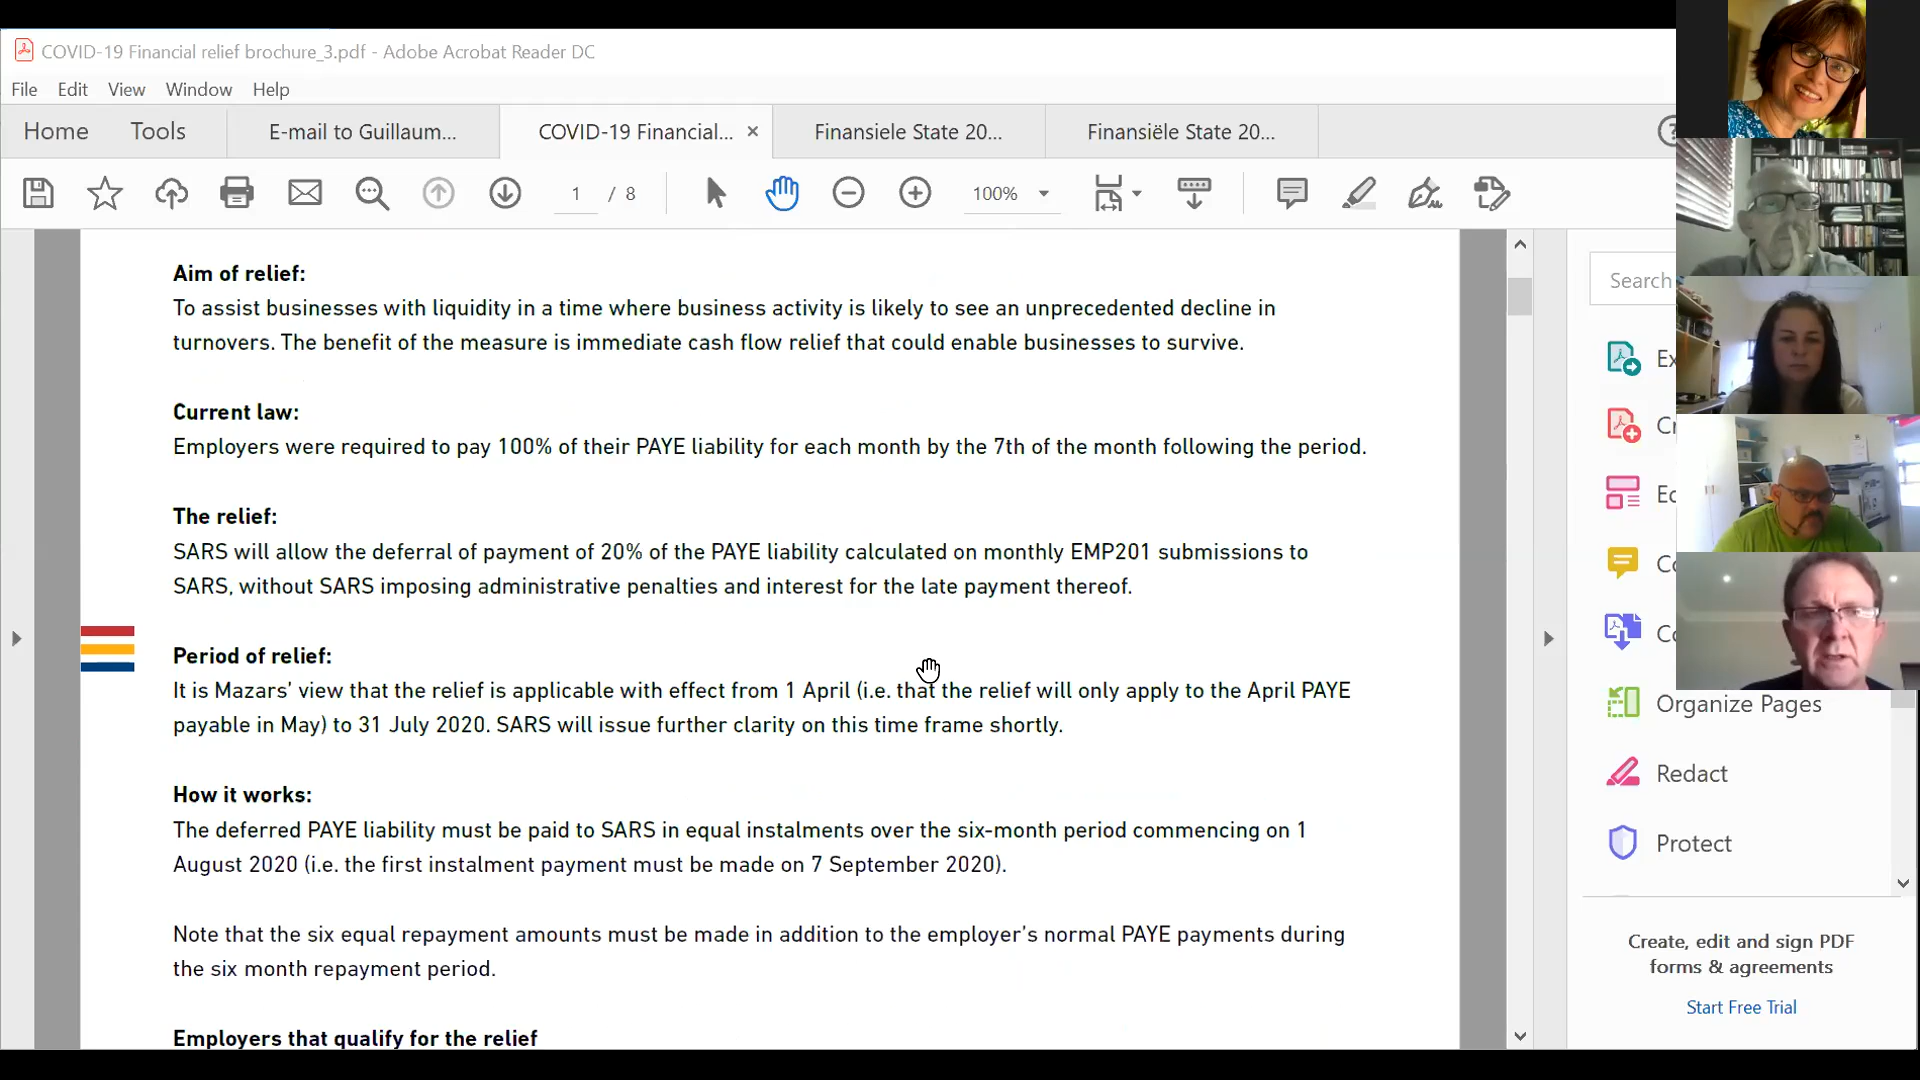 COVID-19 Financial relief brochure_3.pdf - Adobe Acrobat Reader DC
File Edit View Window Help
Home Tools E-mail to Guillaum... COVID-19 Financial... × Finansiele State 20... Finansiële State 20...
1 / 8 100%
Aim of relief:
To assist businesses with liquidity in a time where business activity is likely to see an unprecedented decline in
turnovers. The benefit of the measure is immediate cash flow relief that could enable businesses to survive.
Current law:
Employers were required to pay 100% of their PAYE liability for each month by the 7th of the month following the period.
The relief:
SARS will allow the deferral of payment of 20% of the PAYE liability calculated on monthly EMP201 submissions to
SARS, without SARS imposing administrative penalties and interest for the late payment thereof.
Period of relief:
It is Mazars’ view that the relief is applicable with effect from 1 April (i.e. that the relief will only apply to the April PAYE
payable in May) to 31 July 2020. SARS will issue further clarity on this time frame shortly.
How it works:
The deferred PAYE liability must be paid to SARS in equal instalments over the six-month period commencing on 1
August 2020 (i.e. the first instalment payment must be made on 7 September 2020).
Note that the six equal repayment amounts must be made in addition to the employer’s normal PAYE payments during
the six month repayment period.
Employers that qualify for the relief
Search
Ex
Cr
Ed
Co
Co
Organize Pages
Redact
Protect
Create, edit and sign PDF
forms & agreements
Start Free Trial